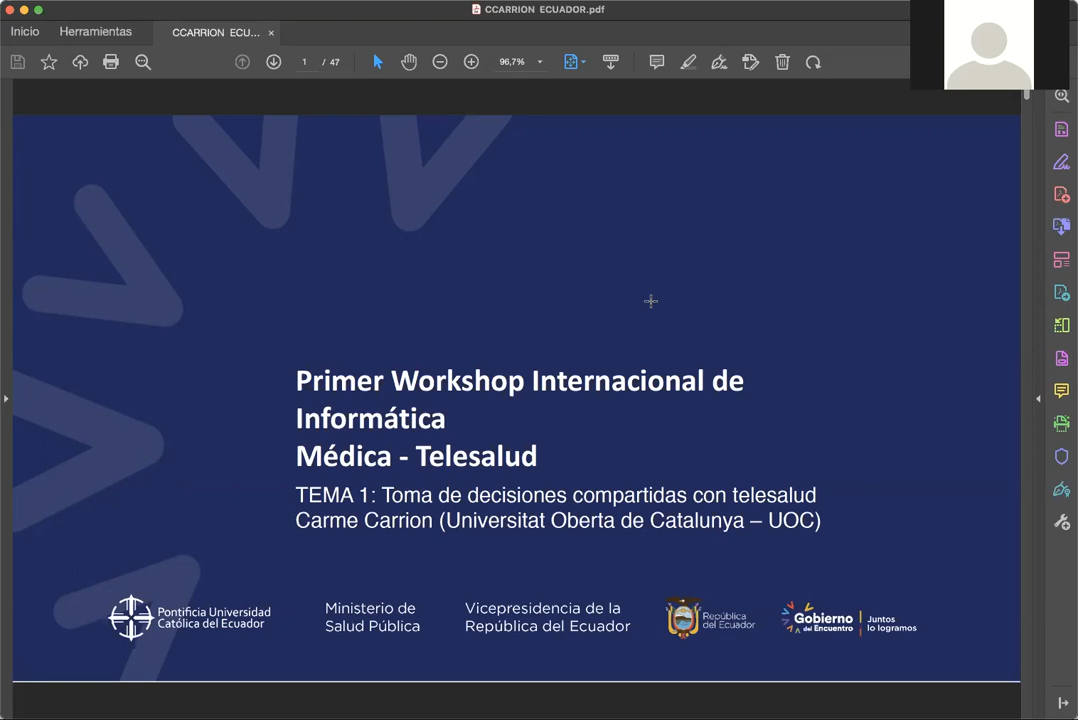 CCARRION ECUADOR.pdf
Inicio Herramientas CCARRION ECU... ×
1 / 47 96,7%
Primer Workshop Internacional de
Informática
Médica - Telesalud
TEMA 1: Toma de decisiones compartidas con telesalud
Carme Carrion (Universitat Oberta de Catalunya – UOC)
Pontificia Universidad
Católica del Ecuador
Ministerio de
Salud Pública
Vicepresidencia de la
República del Ecuador
República
del Ecuador
Gobierno
del Encuentro
Juntos
lo logramos